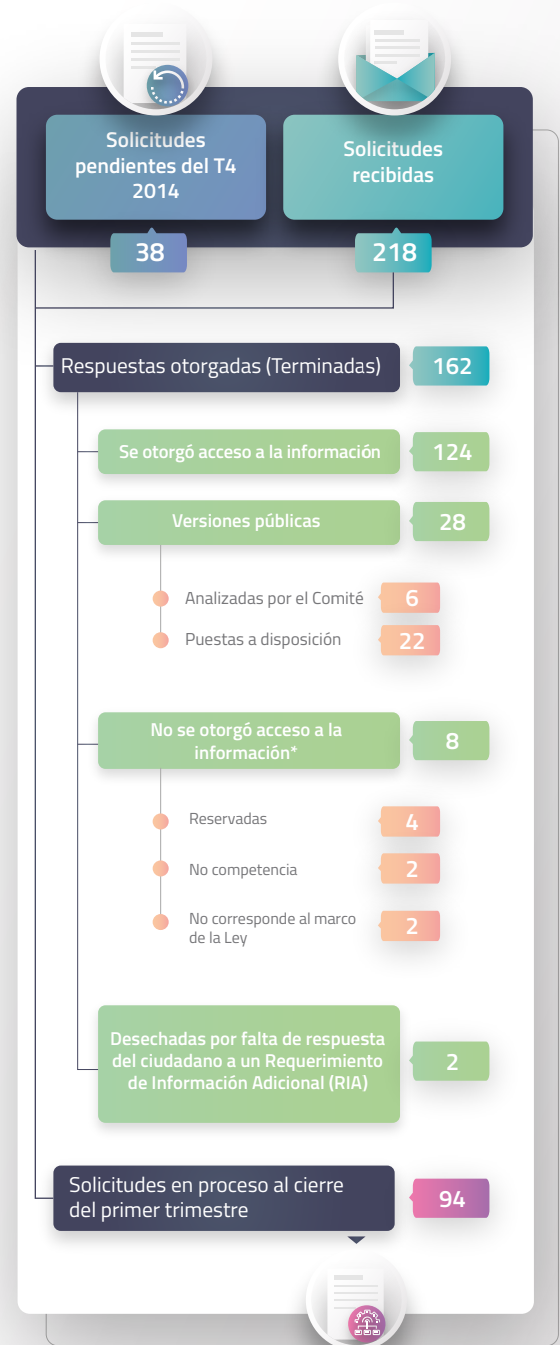 Solicitudes
pendientes del T4
2014
38
Solicitudes
recibidas
218
Respuestas otorgadas (Terminadas)
162
Se otorgó acceso a la información
124
Versiones públicas
28
Analizadas por el Comité
6
Puestas a disposición
22
No se otorgó acceso a la
información*
8
Reservadas
4
No competencia
2
No corresponde al marco
de la Ley
2
Desechadas por falta de respuesta
del ciudadano a un Requerimiento
de Información Adicional (RIA)
2
Solicitudes en proceso al cierre
del primer trimestre
94